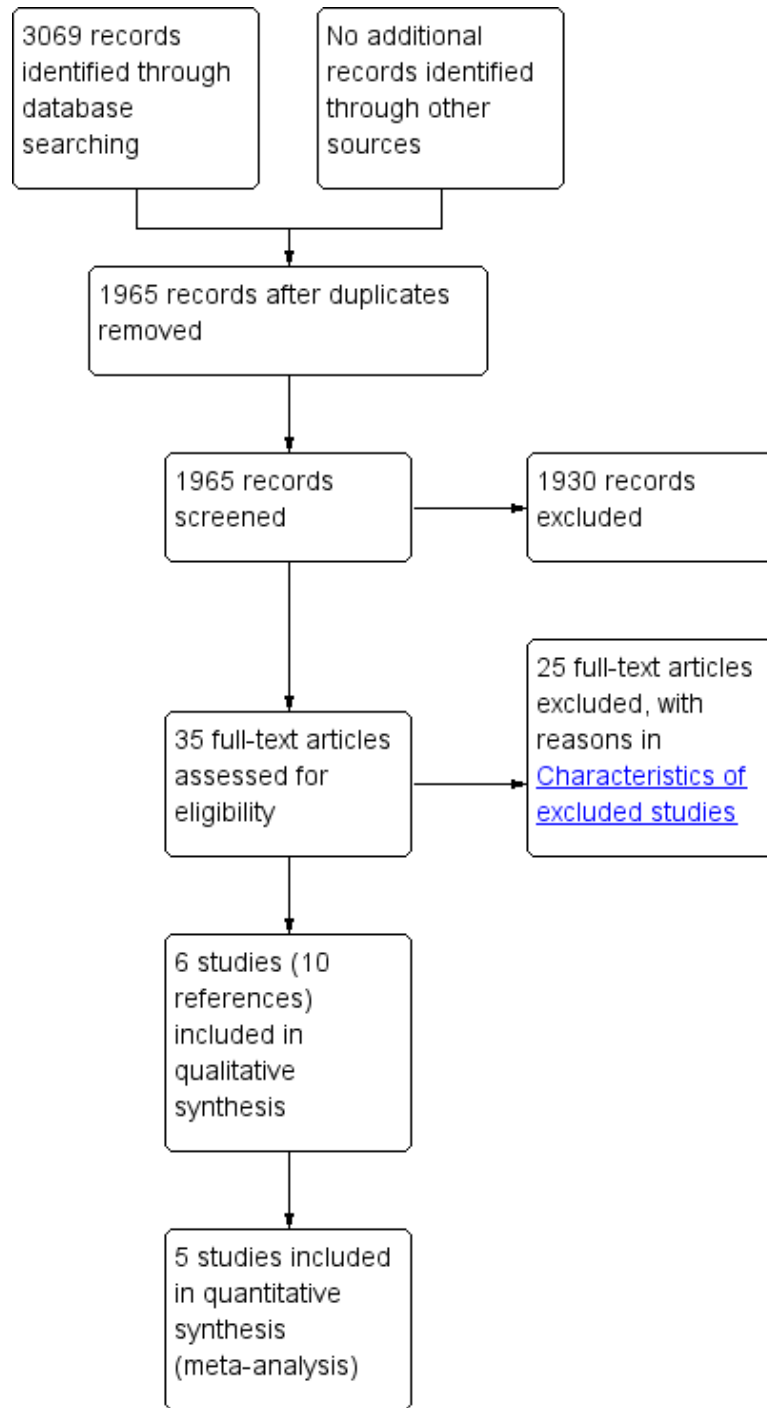 3069 records
identified through
database
searching
No additional
records identified
through other
sources
1965 records after duplicates
removed
1965 records
screened
1930 records
excluded
35 full-text articles
assessed for
eligibility
25 full-text articles
excluded, with
reasons in
Characteristics of
excluded studies
6 studies (10
references)
included in
qualitative
synthesis
5 studies included
in quantitative
synthesis
(meta-analysis)